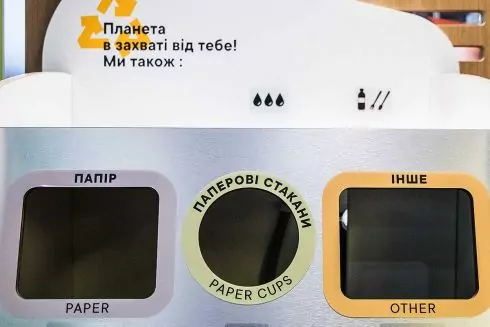 Планета
в захваті від тебе!
Ми також :
ПАПІР
PAPER
ПАПЕРОВІ СТАКАНИ
PAPER CUPS
ІНШЕ
OTHER